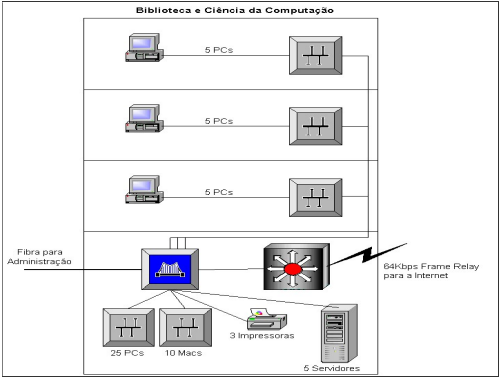 Biblioteca e Ciência da Computação
5 PCs
5 PCs
5 PCs
Fibra para
Administração
64Kbps Frame Relay
para a Internet
3 Impressoras
25 PCs
10 Macs
5 Servidores